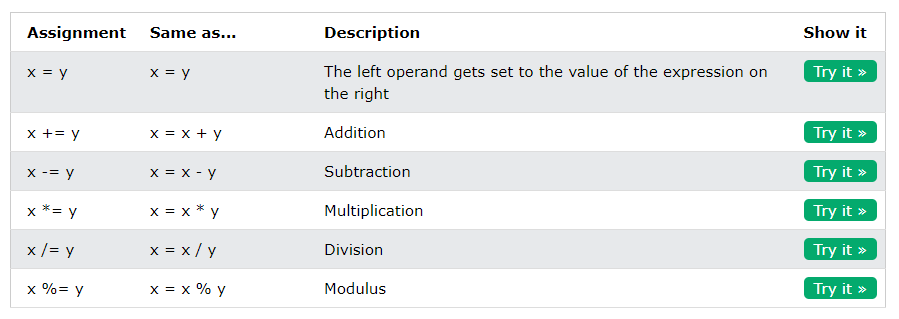 Assignment Same as... Description Show it
x = y x = y The left operand gets set to the value of the expression on the right Try it »
x += y x = x + y Addition Try it »
x -= y x = x - y Subtraction Try it »
x *= y x = x * y Multiplication Try it »
x /= y x = x / y Division Try it »
x %= y x = x % y Modulus Try it »